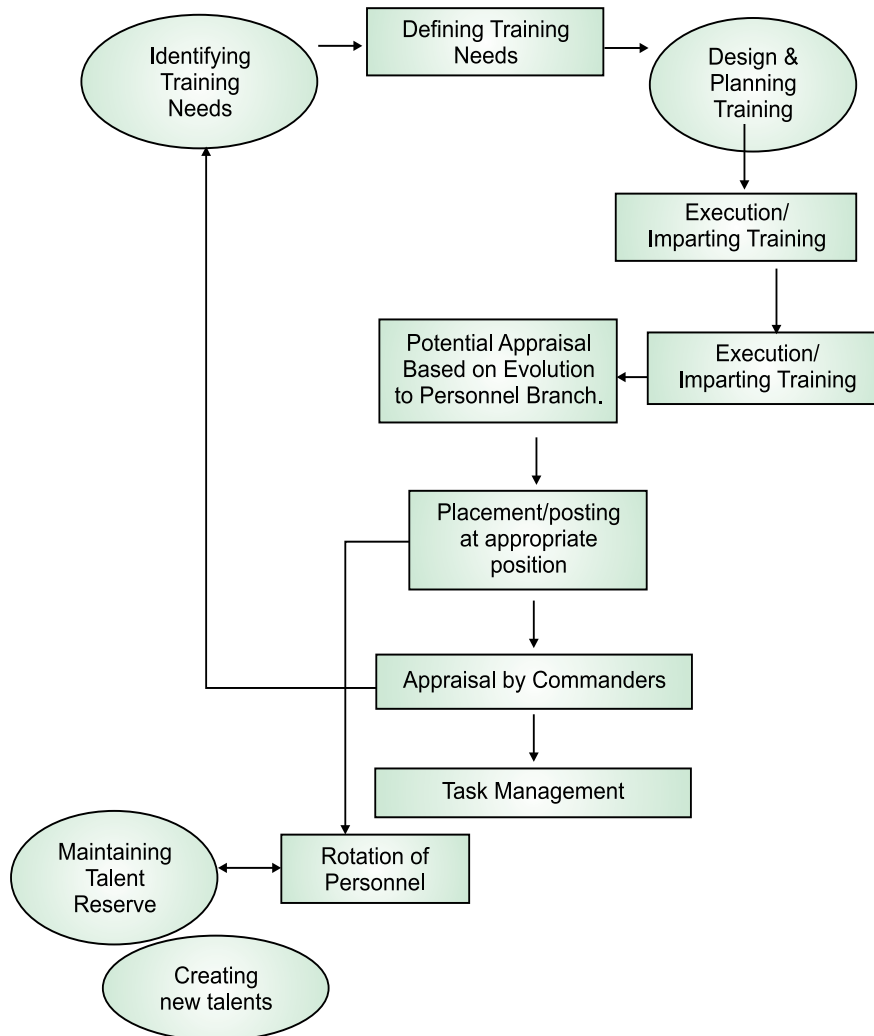 Identifying
Training
Needs
Defining Training
Needs
Design &
Planning
Training
Execution/
Imparting Training
Execution/
Imparting Training
Potential Appraisal
Based on Evolution
to Personnel Branch.
Placement/posting
at appropriate
position
Appraisal by Commanders
Task Management
Rotation of
Personnel
Maintaining
Talent
Reserve
Creating
new talents